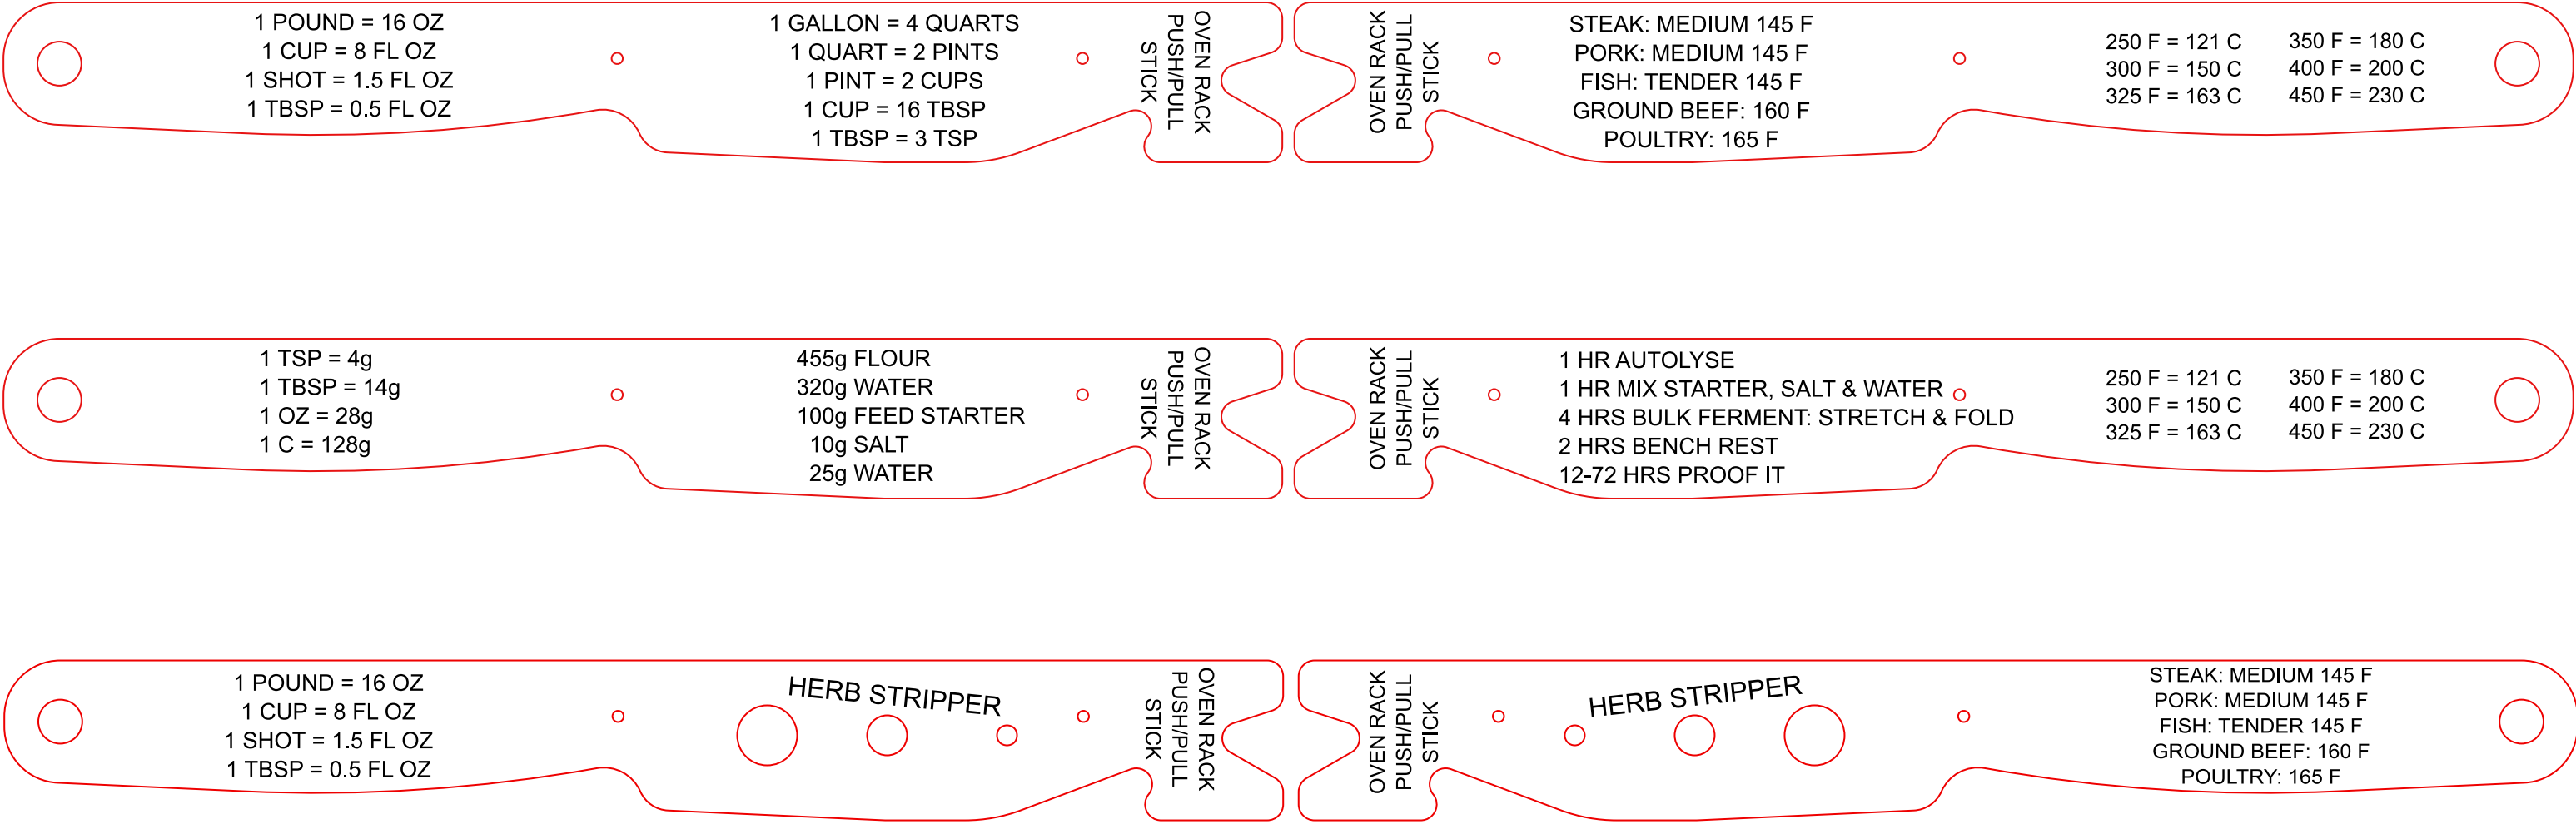 1 POUND = 16 OZ
1 CUP = 8 FL OZ
1 SHOT = 1.5 FL OZ
1 TBSP = 0.5 FL OZ
1 GALLON = 4 QUARTS
1 QUART = 2 PINTS
1 PINT = 2 CUPS
1 CUP = 16 TBSP
1 TBSP = 3 TSP
OVEN RACK
PUSH/PULL
STICK
OVEN RACK
PUSH/PULL
STICK
STEAK: MEDIUM 145 F
PORK: MEDIUM 145 F
FISH: TENDER 145 F
GROUND BEEF: 160 F
POULTRY: 165 F
250 F = 121 C
300 F = 150 C
325 F = 163 C
350 F = 180 C
400 F = 200 C
450 F = 230 C
1 TSP = 4g
1 TBSP = 14g
1 OZ = 28g
1 C = 128g
455g FLOUR
320g WATER
100g FEED STARTER
10g SALT
25g WATER
OVEN RACK
PUSH/PULL
STICK
OVEN RACK
PUSH/PULL
STICK
1 HR AUTOLYSE
1 HR MIX STARTER, SALT & WATER
4 HRS BULK FERMENT: STRETCH & FOLD
2 HRS BENCH REST
12-72 HRS PROOF IT
250 F = 121 C
300 F = 150 C
325 F = 163 C
350 F = 180 C
400 F = 200 C
450 F = 230 C
1 POUND = 16 OZ
1 CUP = 8 FL OZ
1 SHOT = 1.5 FL OZ
1 TBSP = 0.5 FL OZ
HERB STRIPPER
OVEN RACK
PUSH/PULL
STICK
OVEN RACK
PUSH/PULL
STICK
HERB STRIPPER
STEAK: MEDIUM 145 F
PORK: MEDIUM 145 F
FISH: TENDER 145 F
GROUND BEEF: 160 F
POULTRY: 165 F